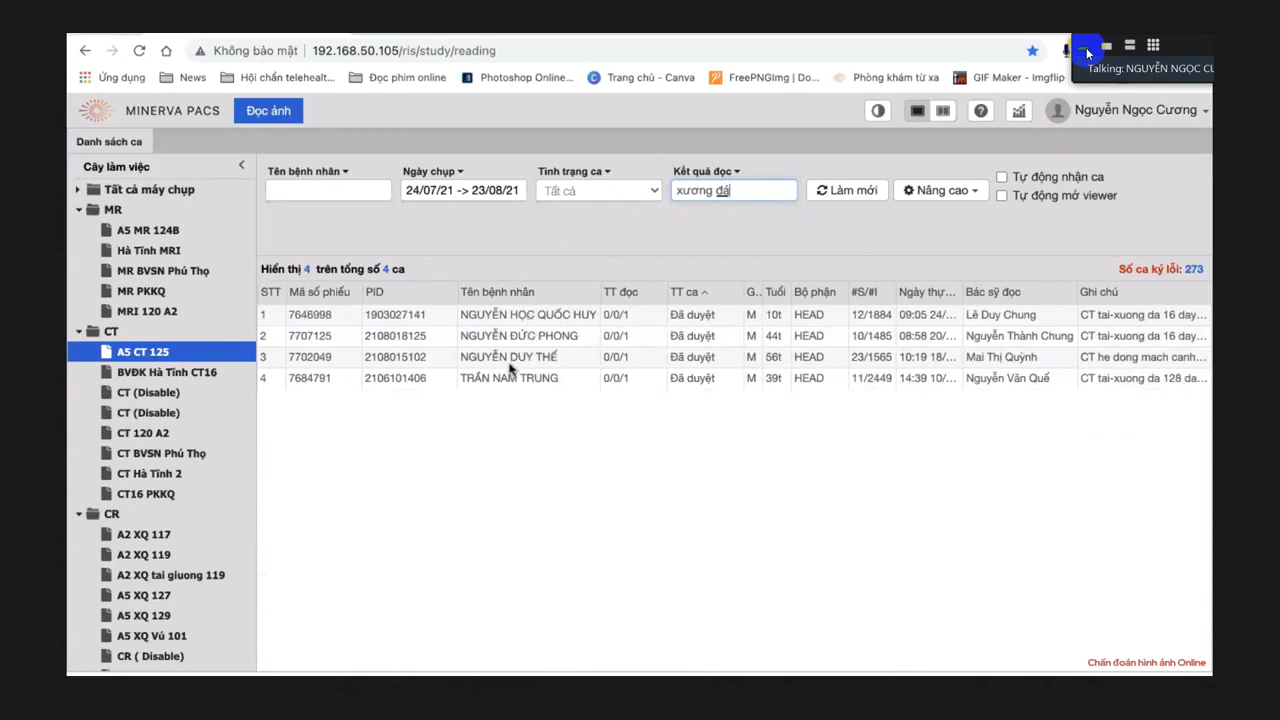 Không bảo mật | 192.168.50.105/ris/study/reading
Talking: NGUYỄN NGỌC CƯ
Ứng dụng News Hội chẩn telehealt... Đọc phim online Photoshop Online... Trang chủ - Canva FreePNGImg | Do... Phòng khám từ xa GIF Maker - Imgflip
MINERVA PACS Đọc ảnh Nguyễn Ngọc Cương
Danh sách ca
Cây làm việc
Tất cả máy chụp
MR
A5 MR 124B
Hà Tĩnh MRI
MR BVSN Phú Thọ
MR PKKQ
MRI 120 A2
CT
A5 CT 125
BVĐK Hà Tĩnh CT16
CT (Disable)
CT (Disable)
CT 120 A2
CT BVSN Phú Thọ
CT Hà Tĩnh 2
CT16 PKKQ
CR
A2 XQ 117
A2 XQ 119
A2 XQ tai giuong 119
A5 XQ 127
A5 XQ 129
A5 XQ Vú 101
CR ( Disable)
Tên bệnh nhân Ngày chụp Tình trạng ca Kết quả đọc
24/07/21 -> 23/08/21 Tất cả xương đá Làm mới Nâng cao
Tự động nhận ca
Tự động mở viewer
Hiển thị 4 trên tổng số 4 ca Số ca ký lỗi: 273
STT Mã số phiếu PID Tên bệnh nhân TT đọc TT ca G.. Tuổi Bộ phận #S/#I Ngày thự... Bác sỹ đọc Ghi chú
1 7646998 1903027141 NGUYỄN HỌC QUỐC HUY 0/0/1 Đã duyệt M 10t HEAD 12/1884 09:05 24/... Lê Duy Chung CT tai-xuong da 16 day...
2 7707125 2108018125 NGUYỄN ĐỨC PHONG 0/0/1 Đã duyệt M 44t HEAD 10/1485 08:58 20/... Nguyễn Thành Chung CT tai-xuong da 16 day...
3 7702049 2108015102 NGUYỄN DUY THẾ 0/0/1 Đã duyệt M 56t HEAD 23/1565 10:19 18/... Mai Thị Quỳnh CT he dong mach canh...
4 7684791 2106101406 TRẦN NAM TRUNG 0/0/1 Đã duyệt M 39t HEAD 11/2449 14:39 10/... Nguyễn Văn Quế CT tai-xuong da 128 da...
Chẩn đoán hình ảnh Online